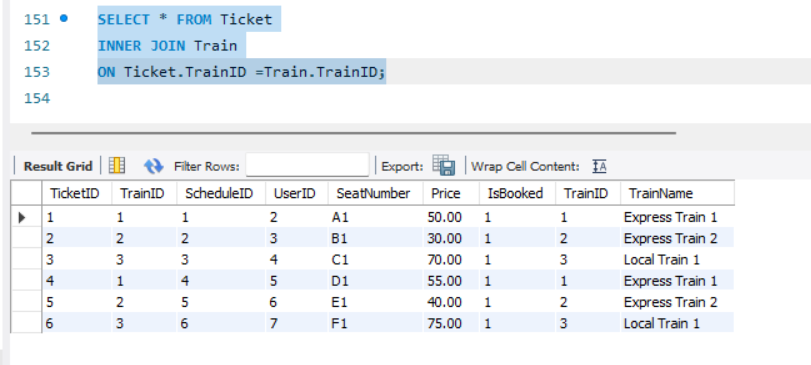 151 SELECT * FROM Ticket
152 INNER JOIN Train
153 ON Ticket.TrainID =Train.TrainID;
154
Result Grid Filter Rows: Export: Wrap Cell Content: IA
TicketID TrainID ScheduleID UserID SeatNumber Price IsBooked TrainID TrainName
1 1 1 2 A1 50.00 1 1 Express Train 1
2 2 2 3 B1 30.00 1 2 Express Train 2
3 3 3 4 C1 70.00 1 3 Local Train 1
4 1 4 5 D1 55.00 1 1 Express Train 1
5 2 5 6 E1 40.00 1 2 Express Train 2
6 3 6 7 F1 75.00 1 3 Local Train 1